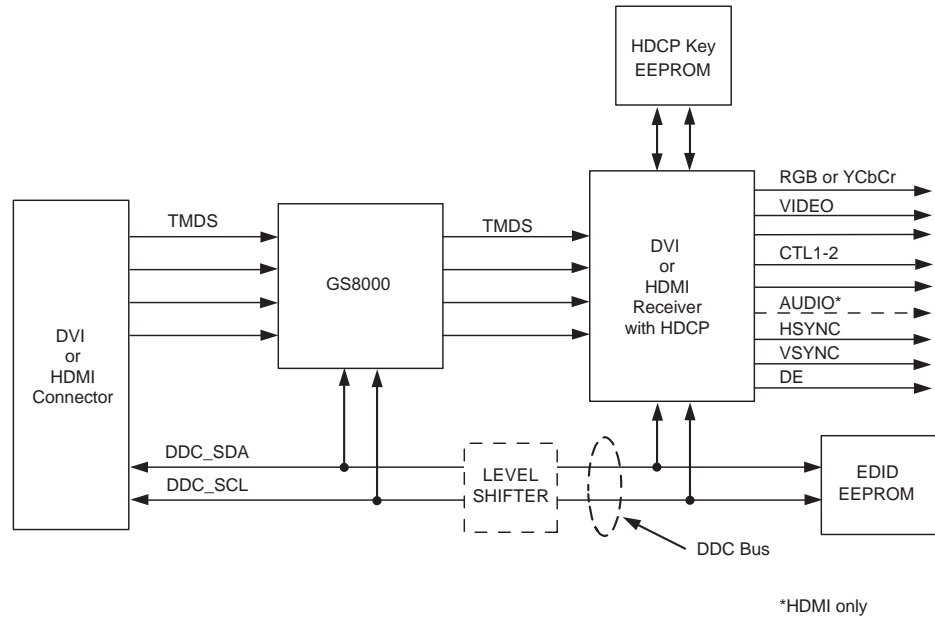 HDCP Key
EEPROM
RGB or YCbCr
TMDS
TMDS
VIDEO
GS8000
DVI
or
HDMI
Receiver
with HDCP
CTL1-2
AUDIO*
HSYNC
VSYNC
DE
DVI
or
HDMI
Connector
DDC_SDA
DDC_SCL
LEVEL
SHIFTER
EDID
EEPROM
DDC Bus
*HDMI only